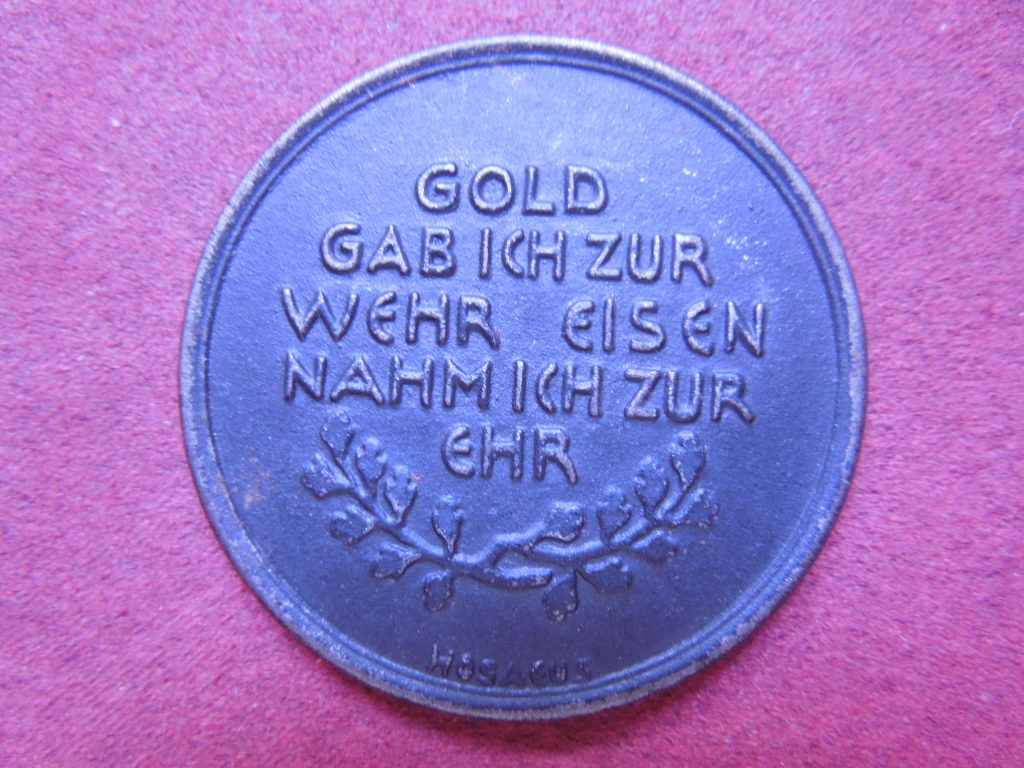 GOLD
GAB ICH ZUR
WEHR EISEN
NAHM ICH ZUR
EHR